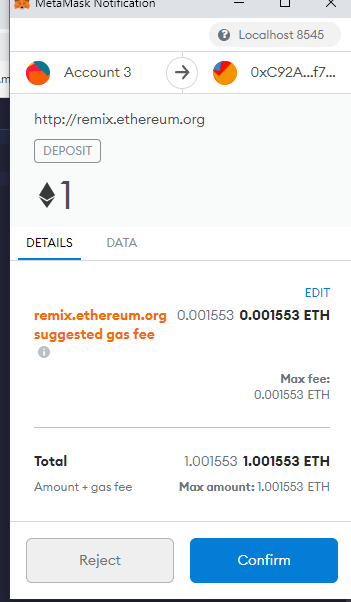 MetaMask Notification
Localhost 8545
Account 3
0xC92A...f7...
http://remix.ethereum.org
DEPOSIT
1
DETAILS DATA
EDIT
remix.ethereum.org 0.001553 0.001553 ETH
suggested gas fee
Max fee:
0.001553 ETH
Total 1.001553 1.001553 ETH
Amount + gas fee Max amount: 1.001553 ETH
Reject Confirm